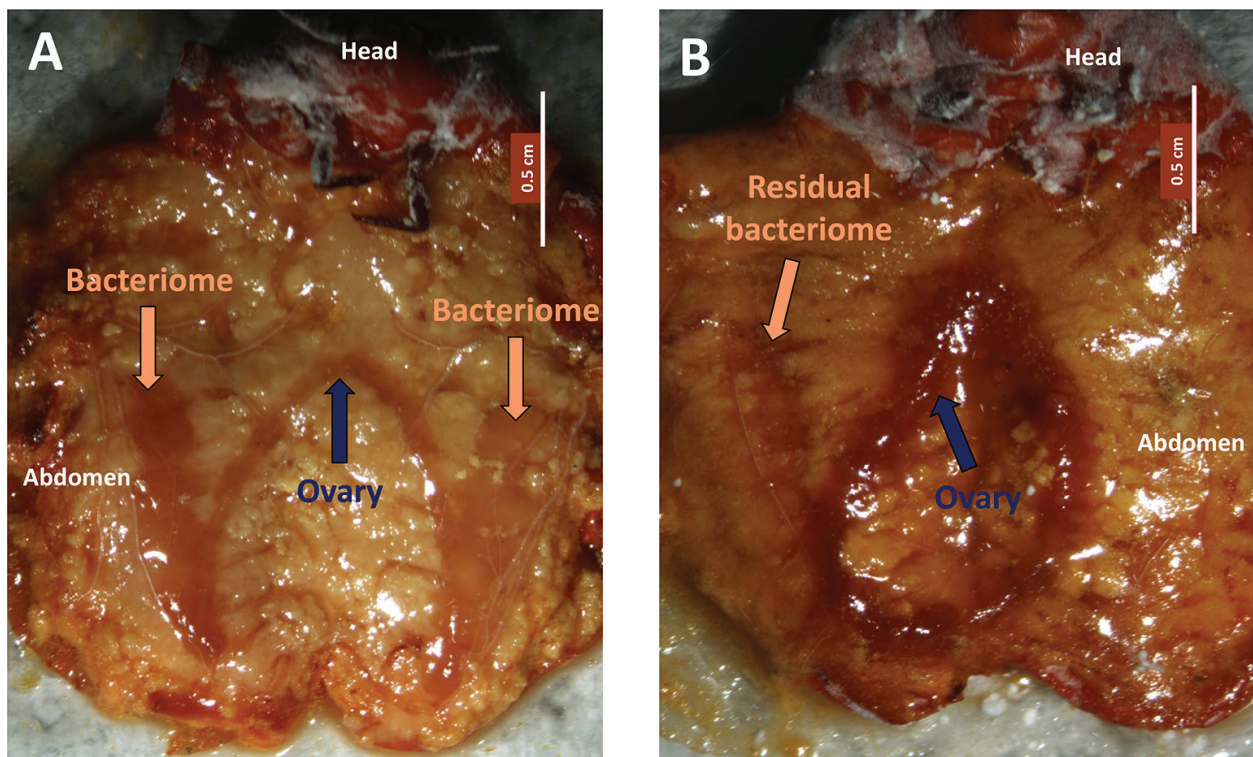 A
Head
0.5 cm
Bacteriome
Bacteriome
Abdomen
Ovary
B
Head
0.5 cm
Residual
bacteriome
Abdomen
Ovary